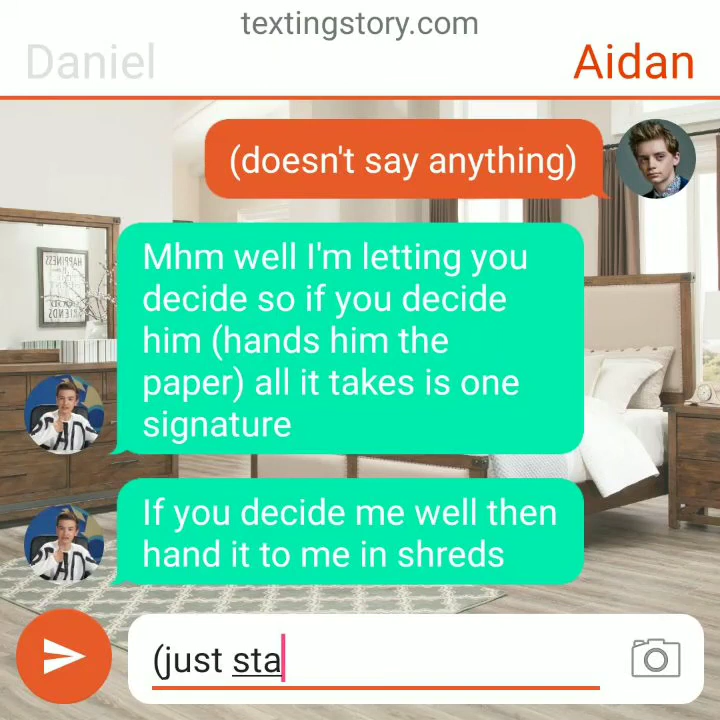 textingstory.com
Daniel
Aidan
(doesn't say anything)
Mhm well I'm letting you
decide so if you decide
him (hands him the
paper) all it takes is one
signature
If you decide me well then
hand it to me in shreds
(just sta
HAPPINESS
FRIENDS